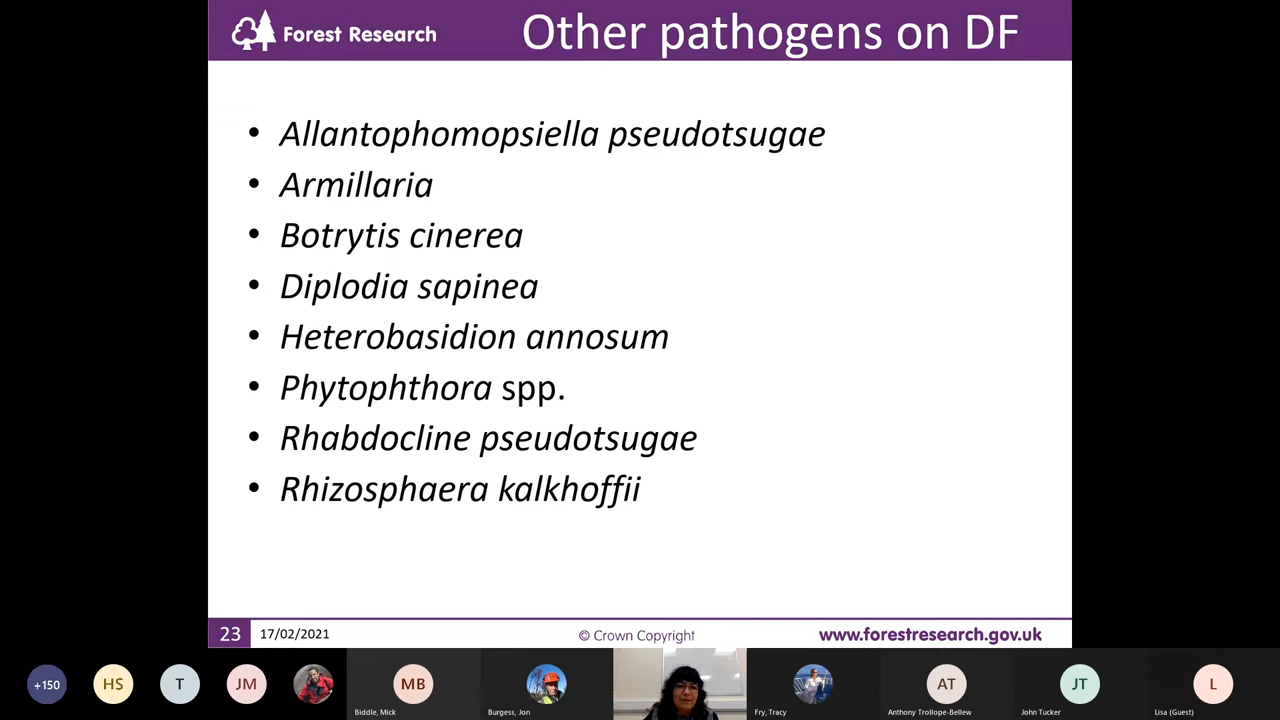 Forest Research
Other pathogens on DF
• Allantophomopsiella pseudotsugae
• Armillaria
• Botrytis cinerea
• Diplodia sapinea
• Heterobasidion annosum
• Phytophthora spp.
• Rhabdocline pseudotsugae
• Rhizosphaera kalkhoffii
23
17/02/2021
© Crown Copyright
www.forestresearch.gov.uk
+150
HS
T
JM
MB
AT
JT
L
Biddle, Mick
Burgess, Jon
Fry, Tracy
Anthony Trollope-Bellew
John Tucker
Lisa (Guest)